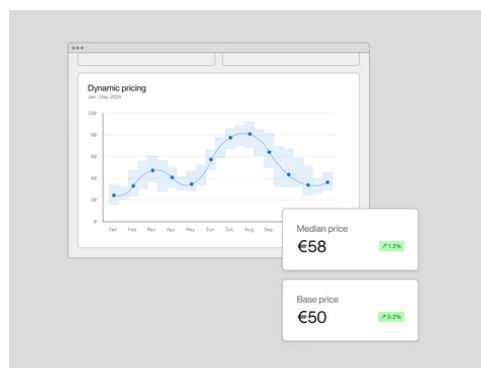 Dynamic pricing
Jan - Dec 2024
100
80
60
40
20
0
Jan Feb Mar Apr May Jun Jul Aug Sep
Median price
€58
↗ 1.2%
Base price
€50
↗ 0.2%